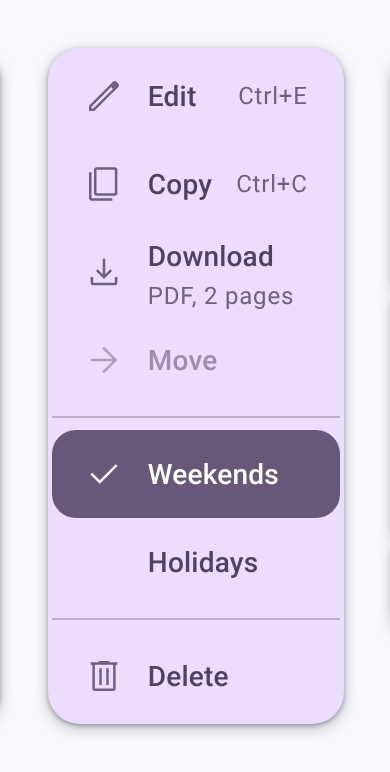 Edit Ctrl+E
Copy Ctrl+C
Download
PDF, 2 pages
Move
Weekends
Holidays
Delete